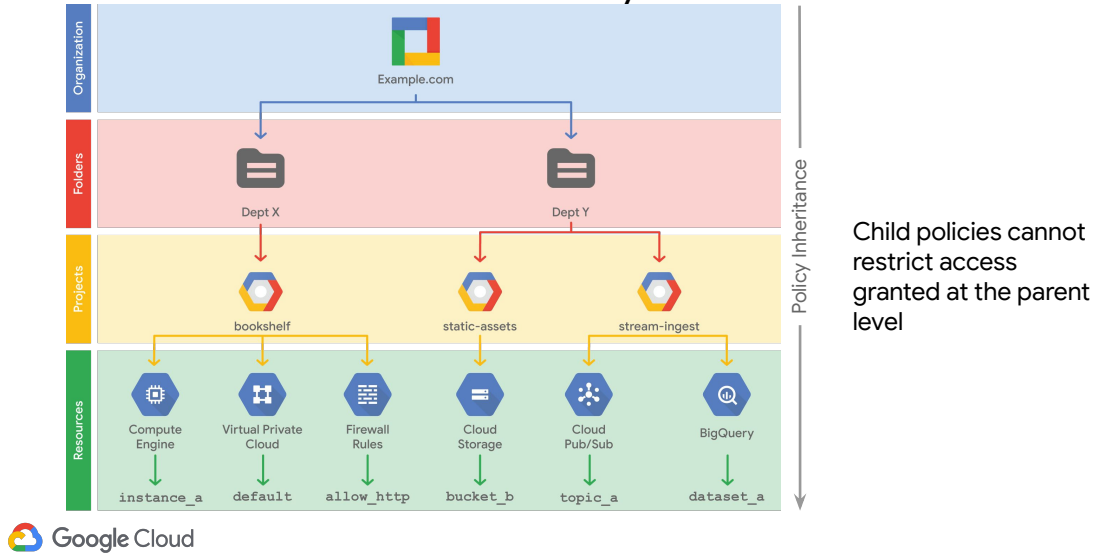 Organization
Example.com
Folders
Dept X
Dept Y
Projects
bookshelf
static-assets
stream-ingest
Resources
Compute
Engine
Virtual Private
Cloud
Firewall
Rules
Cloud
Storage
Cloud
Pub/Sub
BigQuery
instance_a
default
allow_http
bucket_b
topic_a
dataset_a
Policy Inheritance
Child policies cannot
restrict access
granted at the parent
level
Google Cloud